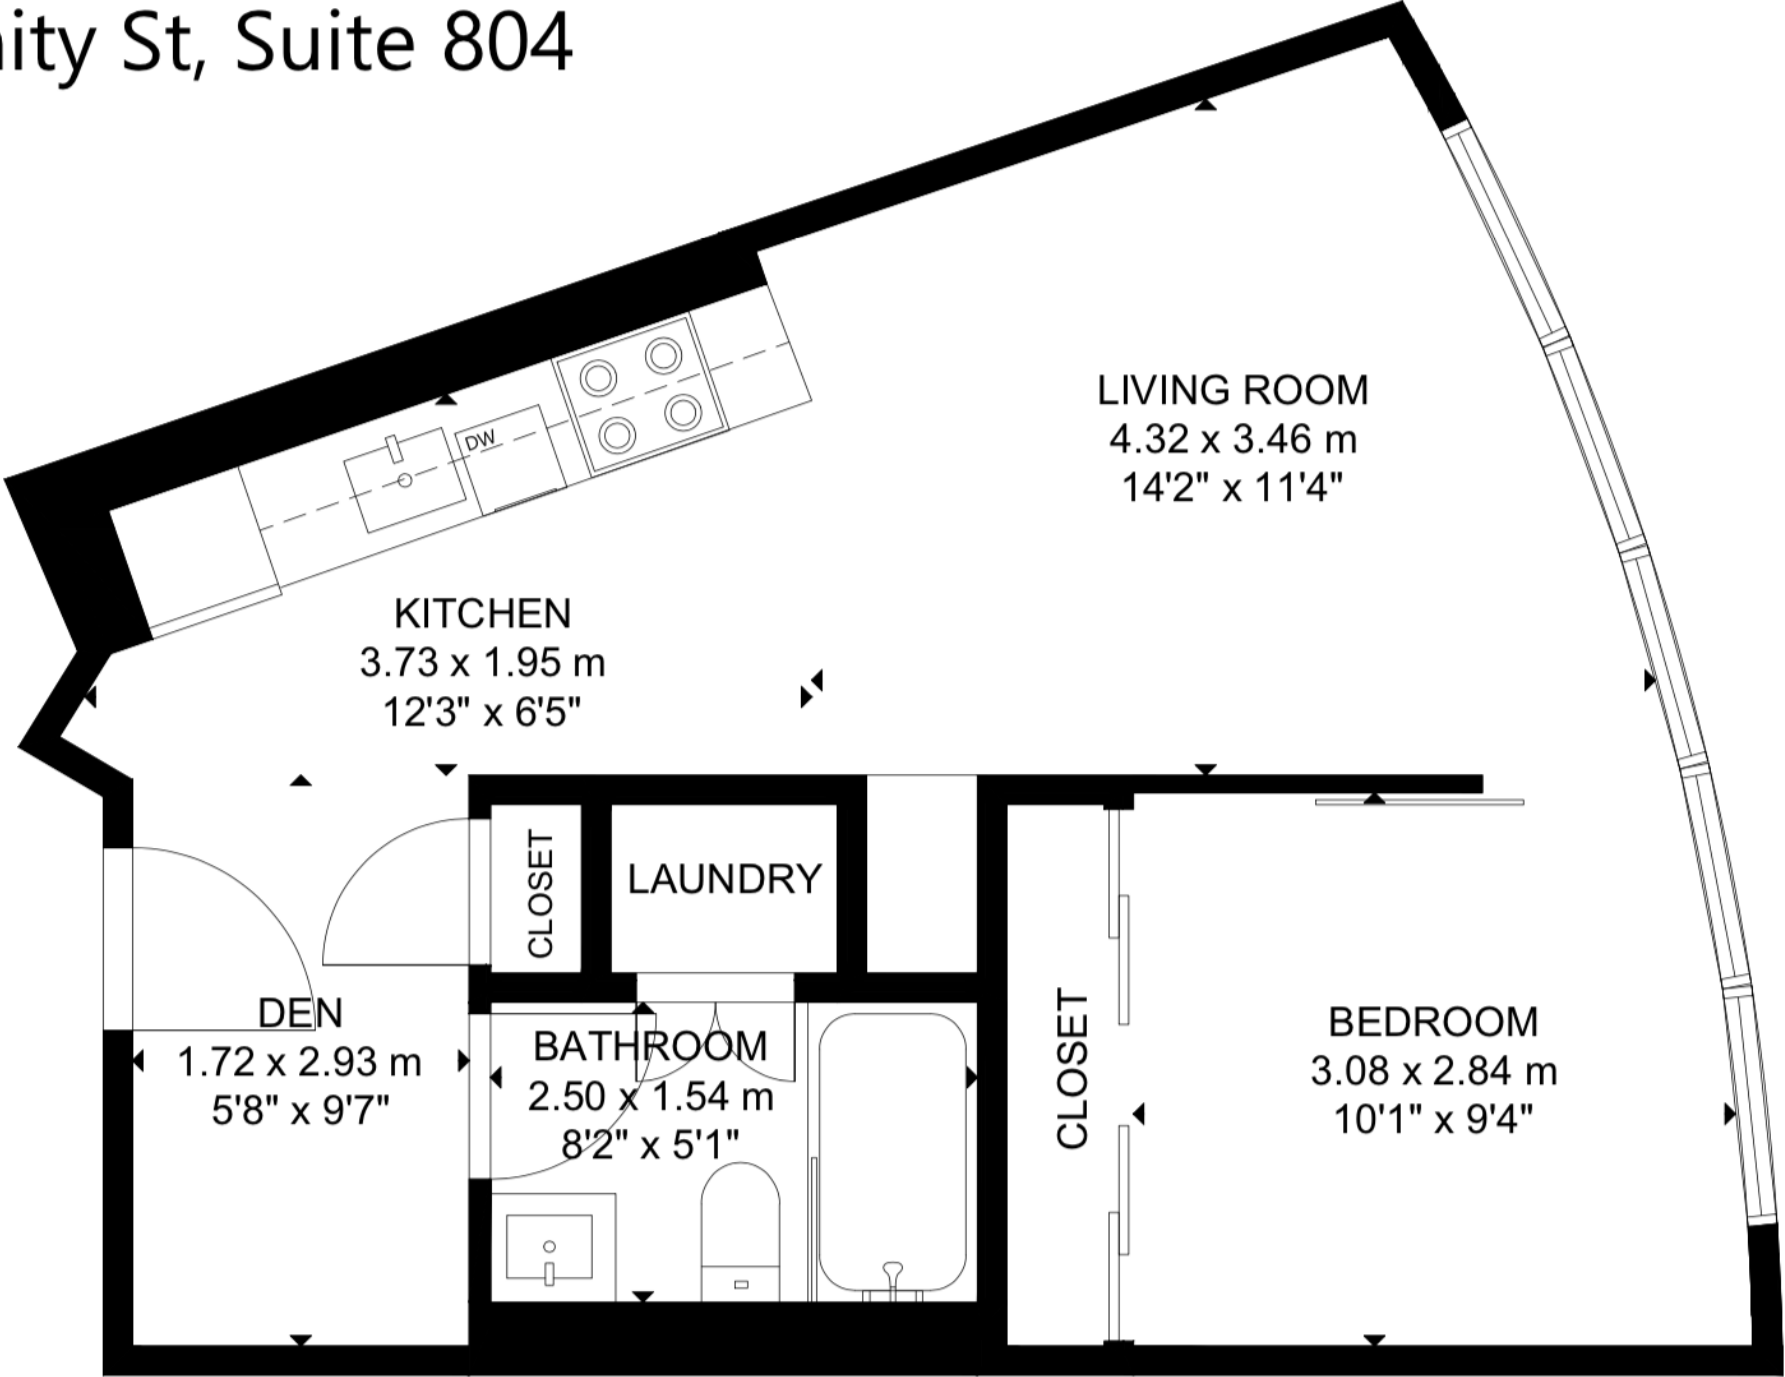 ity St, Suite 804
LIVING ROOM
4.32 x 3.46 m
14'2" x 11'4"
DW
KITCHEN
3.73 x 1.95 m
12'3" x 6'5"
CLOSET
LAUNDRY
DEN
1.72 x 2.93 m
5'8" x 9'7"
BATHROOM
2.50 x 1.54 m
8'2" x 5'1"
CLOSET
BEDROOM
3.08 x 2.84 m
10'1" x 9'4"